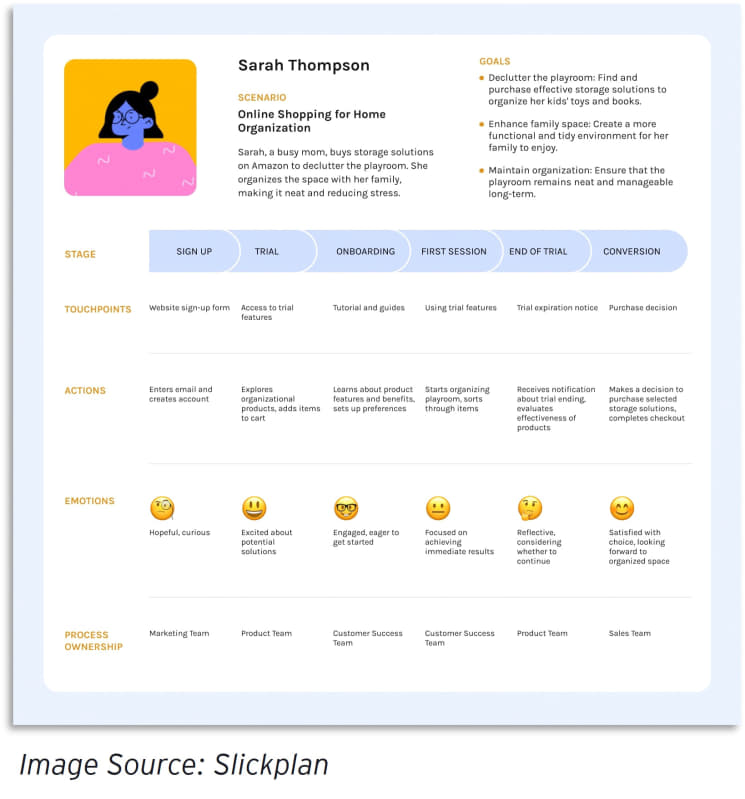 Sarah Thompson
SCENARIO
Online Shopping for Home
Organization
Sarah, a busy mom, buys storage solutions
on Amazon to declutter the playroom. She
organizes the space with her family,
making it neat and reducing stress.
GOALS
Declutter the playroom: Find and
purchase effective storage solutions to
organize her kids' toys and books.
Enhance family space: Create a more
functional and tidy environment for her
family to enjoy.
Maintain organization: Ensure that the
playroom remains neat and manageable
long-term.
STAGE
SIGN UP
TRIAL
ONBOARDING
FIRST SESSION
END OF TRIAL
CONVERSION
TOUCHPOINTS
Website sign-up form
Access to trial
features
Tutorial and guides
Using trial features
Trial expiration notice
Purchase decision
ACTIONS
Enters email and
creates account
Explores
organizational
products, adds items
to cart
Learns about product
features and benefits,
sets up preferences
Starts organizing
playroom, sorts
through items
Receives notification
about trial ending,
evaluates
effectiveness of
products
Makes a decision to
purchase selected
storage solutions,
completes checkout
EMOTIONS
Hopeful, curious
Excited about
potential
solutions
Engaged, eager to
get started
Focused on
achieving
immediate results
Reflective,
considering
whether to
continue
Satisfied with
choice, looking
forward to
organized space
PROCESS
OWNERSHIP
Marketing Team
Product Team
Customer Success
Team
Customer Success
Team
Product Team
Sales Team
Image Source: Slickplan